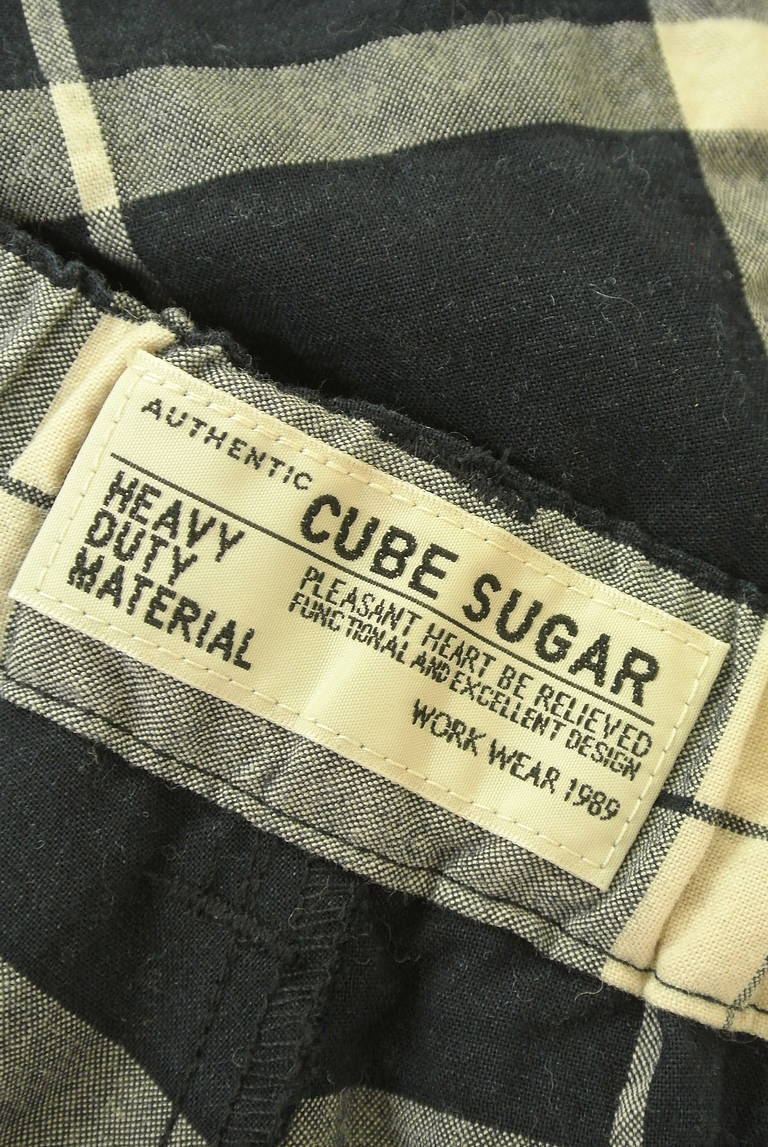 AUTHENTIC
CUBE SUGAR
HEAVY
DUTY
MATERIAL
PLEASANT HEART BE RELIEVED
FUNCTIONAL AND EXCELLENT DESIGN
WORK WEAR 1989